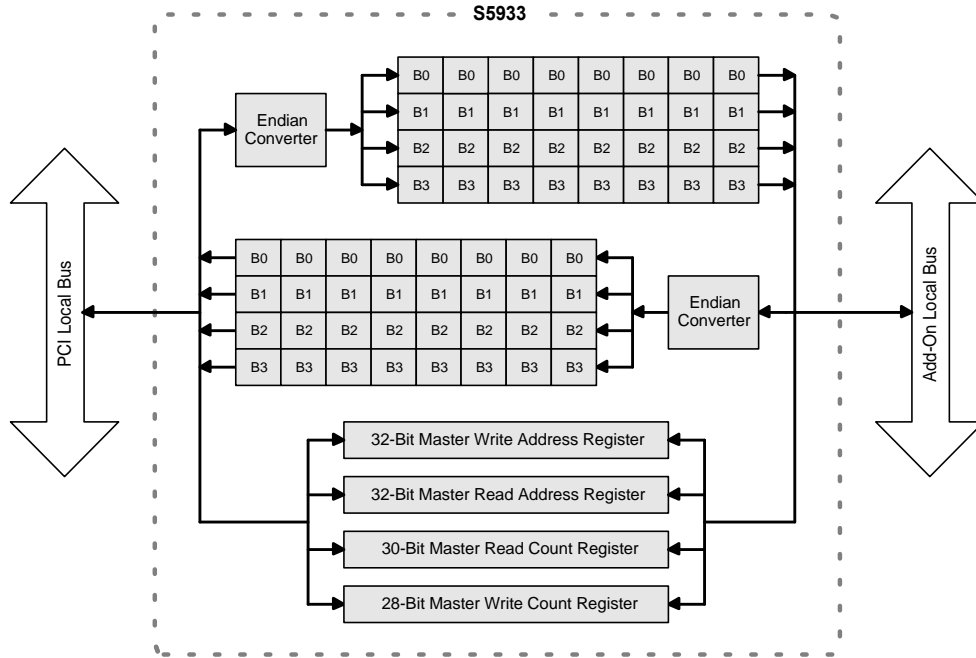 S5933
B0 B0 B0 B0 B0 B0 B0 B0
Endian
Converter
B1 B1 B1 B1 B1 B1 B1 B1
B2 B2 B2 B2 B2 B2 B2 B2
B3 B3 B3 B3 B3 B3 B3 B3
PCI Local Bus
B0 B0 B0 B0 B0 B0 B0 B0
B1 B1 B1 B1 B1 B1 B1 B1
B2 B2 B2 B2 B2 B2 B2 B2
B3 B3 B3 B3 B3 B3 B3 B3
Endian
Converter
Add-On Local Bus
32-Bit Master Write Address Register
32-Bit Master Read Address Register
30-Bit Master Read Count Register
28-Bit Master Write Count Register